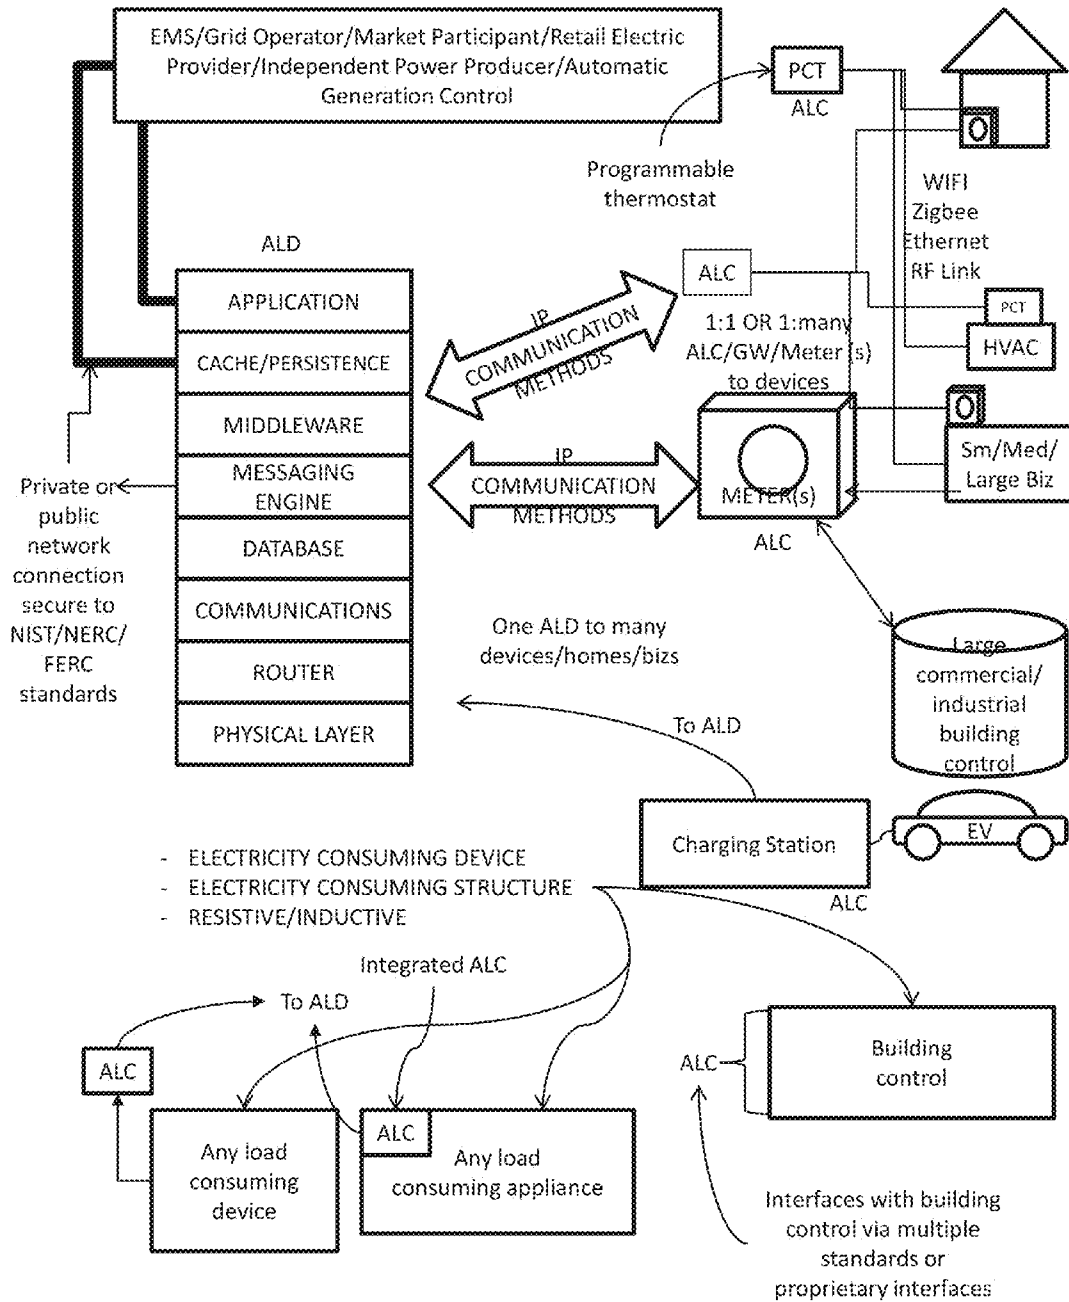 EMS/Grid Operator/Market Participant/Retail Electric
Provider/Independent Power Producer/Automatic
Generation Control
PCT
ALC
Programmable
thermostat
WIFI
Zigbee
Ethernet
RF Link
ALD
APPLICATION
CACHE/PERSISTENCE
MIDDLEWARE
MESSAGING
ENGINE
DATABASE
COMMUNICATIONS
ROUTER
PHYSICAL LAYER
IP
COMMUNICATION
METHODS
ALC
1:1 OR 1:many
ALC/GW/Meter (s)
to devices
PCT
HVAC
IP
COMMUNICATION
METHODS
METER(s)
ALC
Sm/Med/
Large Biz
Private or
public
network
connection
secure to
NIST/NERC/
FERC
standards
One ALD to many
devices/homes/bizs
Large
commercial/
industrial
building
control
To ALD
Charging Station
ALC
EV
- ELECTRICITY CONSUMING DEVICE
- ELECTRICITY CONSUMING STRUCTURE
- RESISTIVE/INDUCTIVE
Integrated ALC
To ALD
ALC
Any load
consuming
device
ALC
Any load
consuming appliance
ALC
Building
control
Interfaces with building
control via multiple
standards or
proprietary interfaces